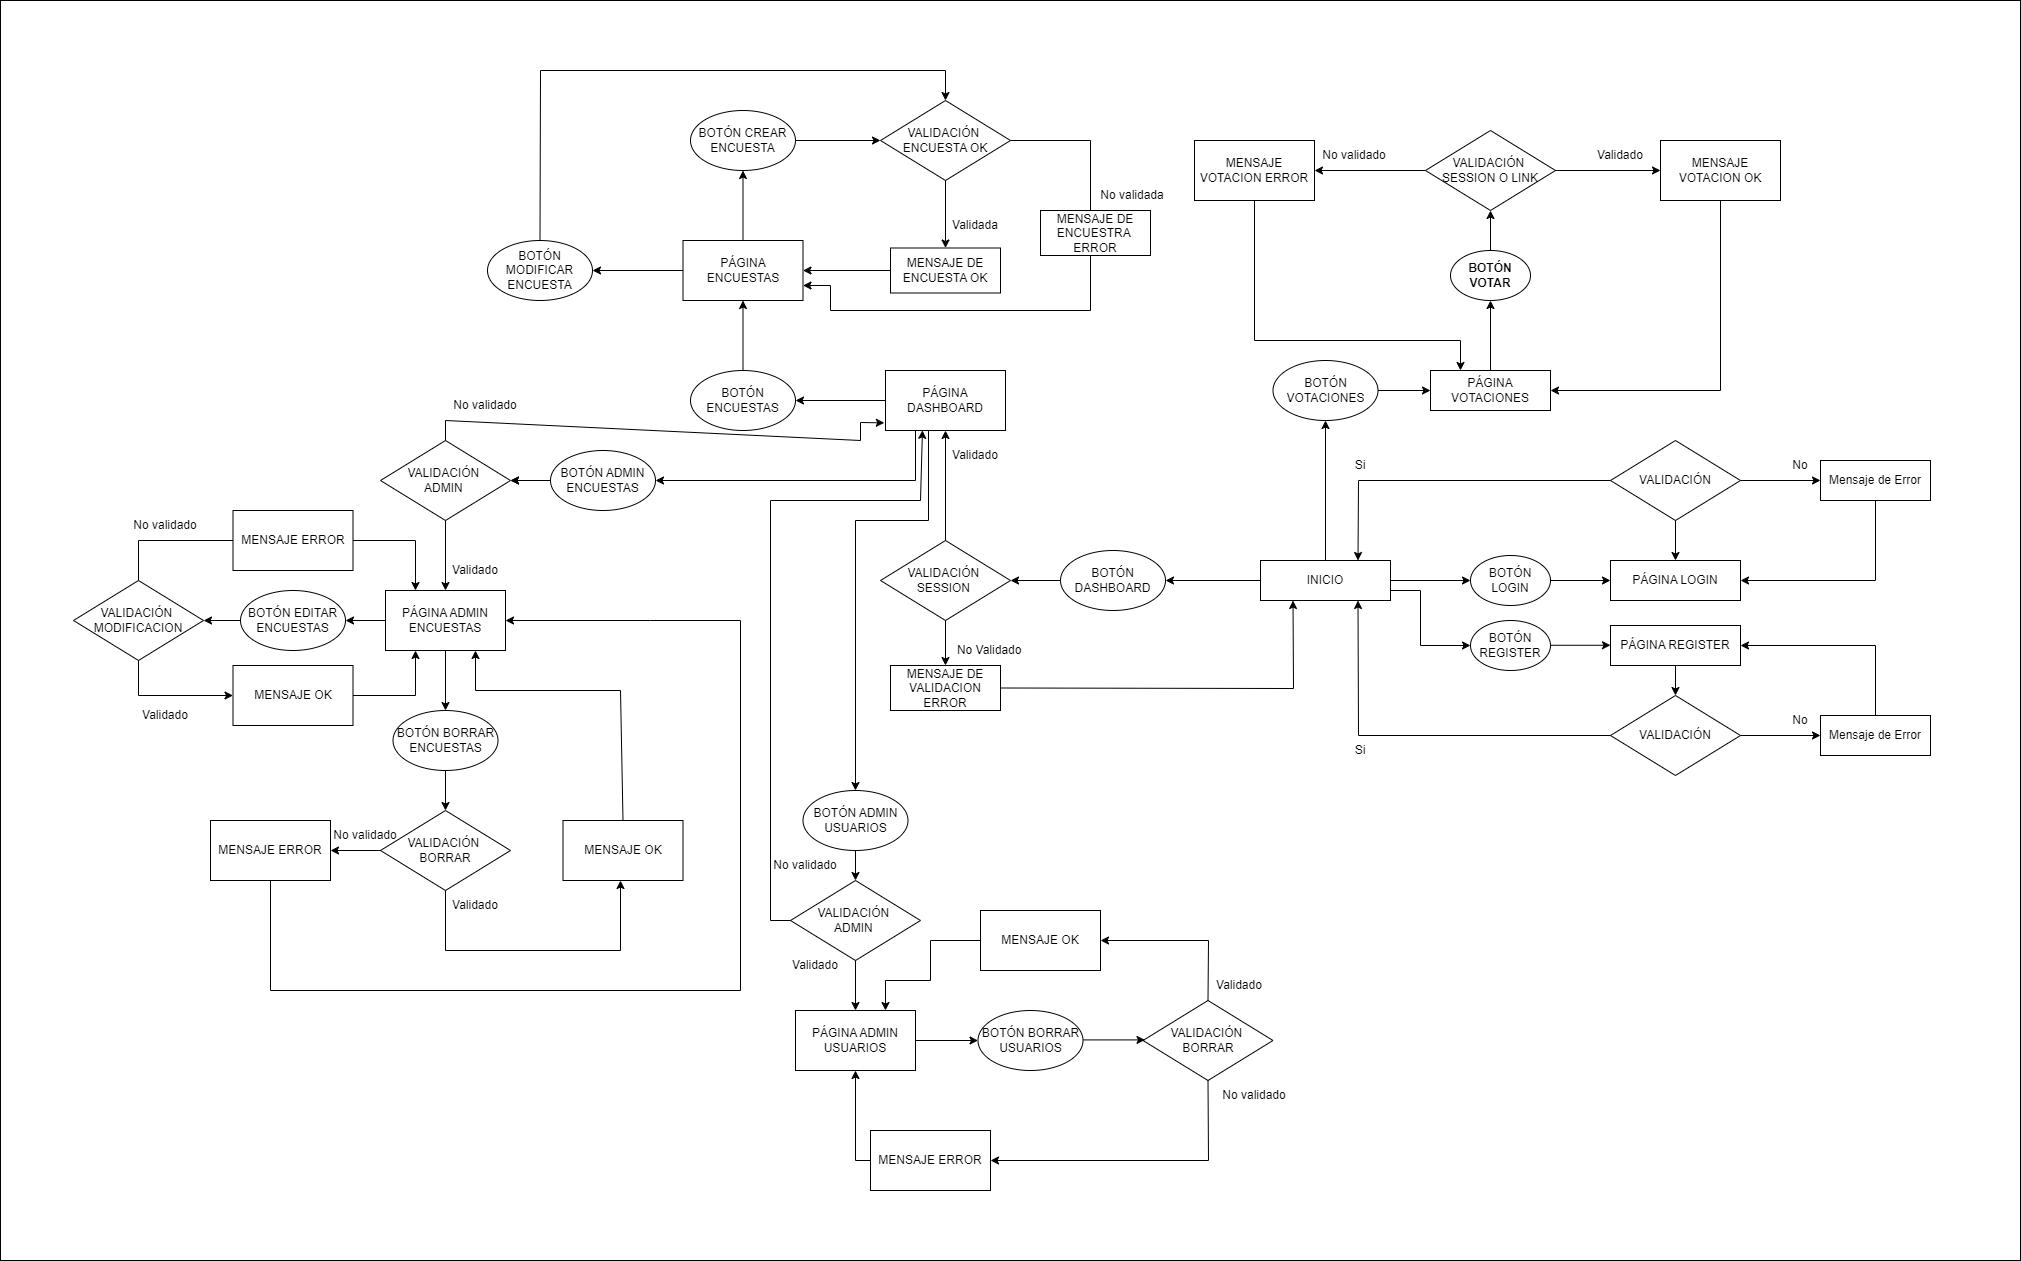 BOTÓN CREAR
ENCUESTA
VALIDACIÓN
ENCUESTA OK
No validada
Validada
MENSAJE DE
ENCUESTRA
ERROR
BOTÓN
MODIFICAR
ENCUESTA
PÁGINA
ENCUESTAS
MENSAJE DE
ENCUESTA OK
MENSAJE
VOTACION ERROR
No validado
VALIDACIÓN
SESSION O LINK
Validado
MENSAJE
VOTACION OK
BOTÓN
VOTAR
BOTÓN
VOTACIONES
PÁGINA
VOTACIONES
BOTÓN
ENCUESTAS
PÁGINA
DASHBOARD
No validado
VALIDACIÓN
ADMIN
BOTÓN ADMIN
ENCUESTAS
Validado
Si
VALIDACIÓN
No
Mensaje de Error
No validado
MENSAJE ERROR
Validado
VALIDACIÓN
SESSION
BOTÓN
DASHBOARD
INICIO
BOTÓN
LOGIN
PÁGINA LOGIN
VALIDACIÓN
MODIFICACION
BOTÓN EDITAR
ENCUESTAS
PÁGINA ADMIN
ENCUESTAS
No Validado
BOTÓN
REGISTER
PÁGINA REGISTER
MENSAJE OK
Validado
MENSAJE DE
VALIDACION
ERROR
BOTÓN BORRAR
ENCUESTAS
Si
VALIDACIÓN
No
Mensaje de Error
MENSAJE ERROR
No validado
VALIDACIÓN
BORRAR
MENSAJE OK
Validado
BOTÓN ADMIN
USUARIOS
No validado
VALIDACIÓN
ADMIN
Validado
MENSAJE OK
Validado
PÁGINA ADMIN
USUARIOS
BOTÓN BORRAR
USUARIOS
VALIDACIÓN
BORRAR
No validado
MENSAJE ERROR